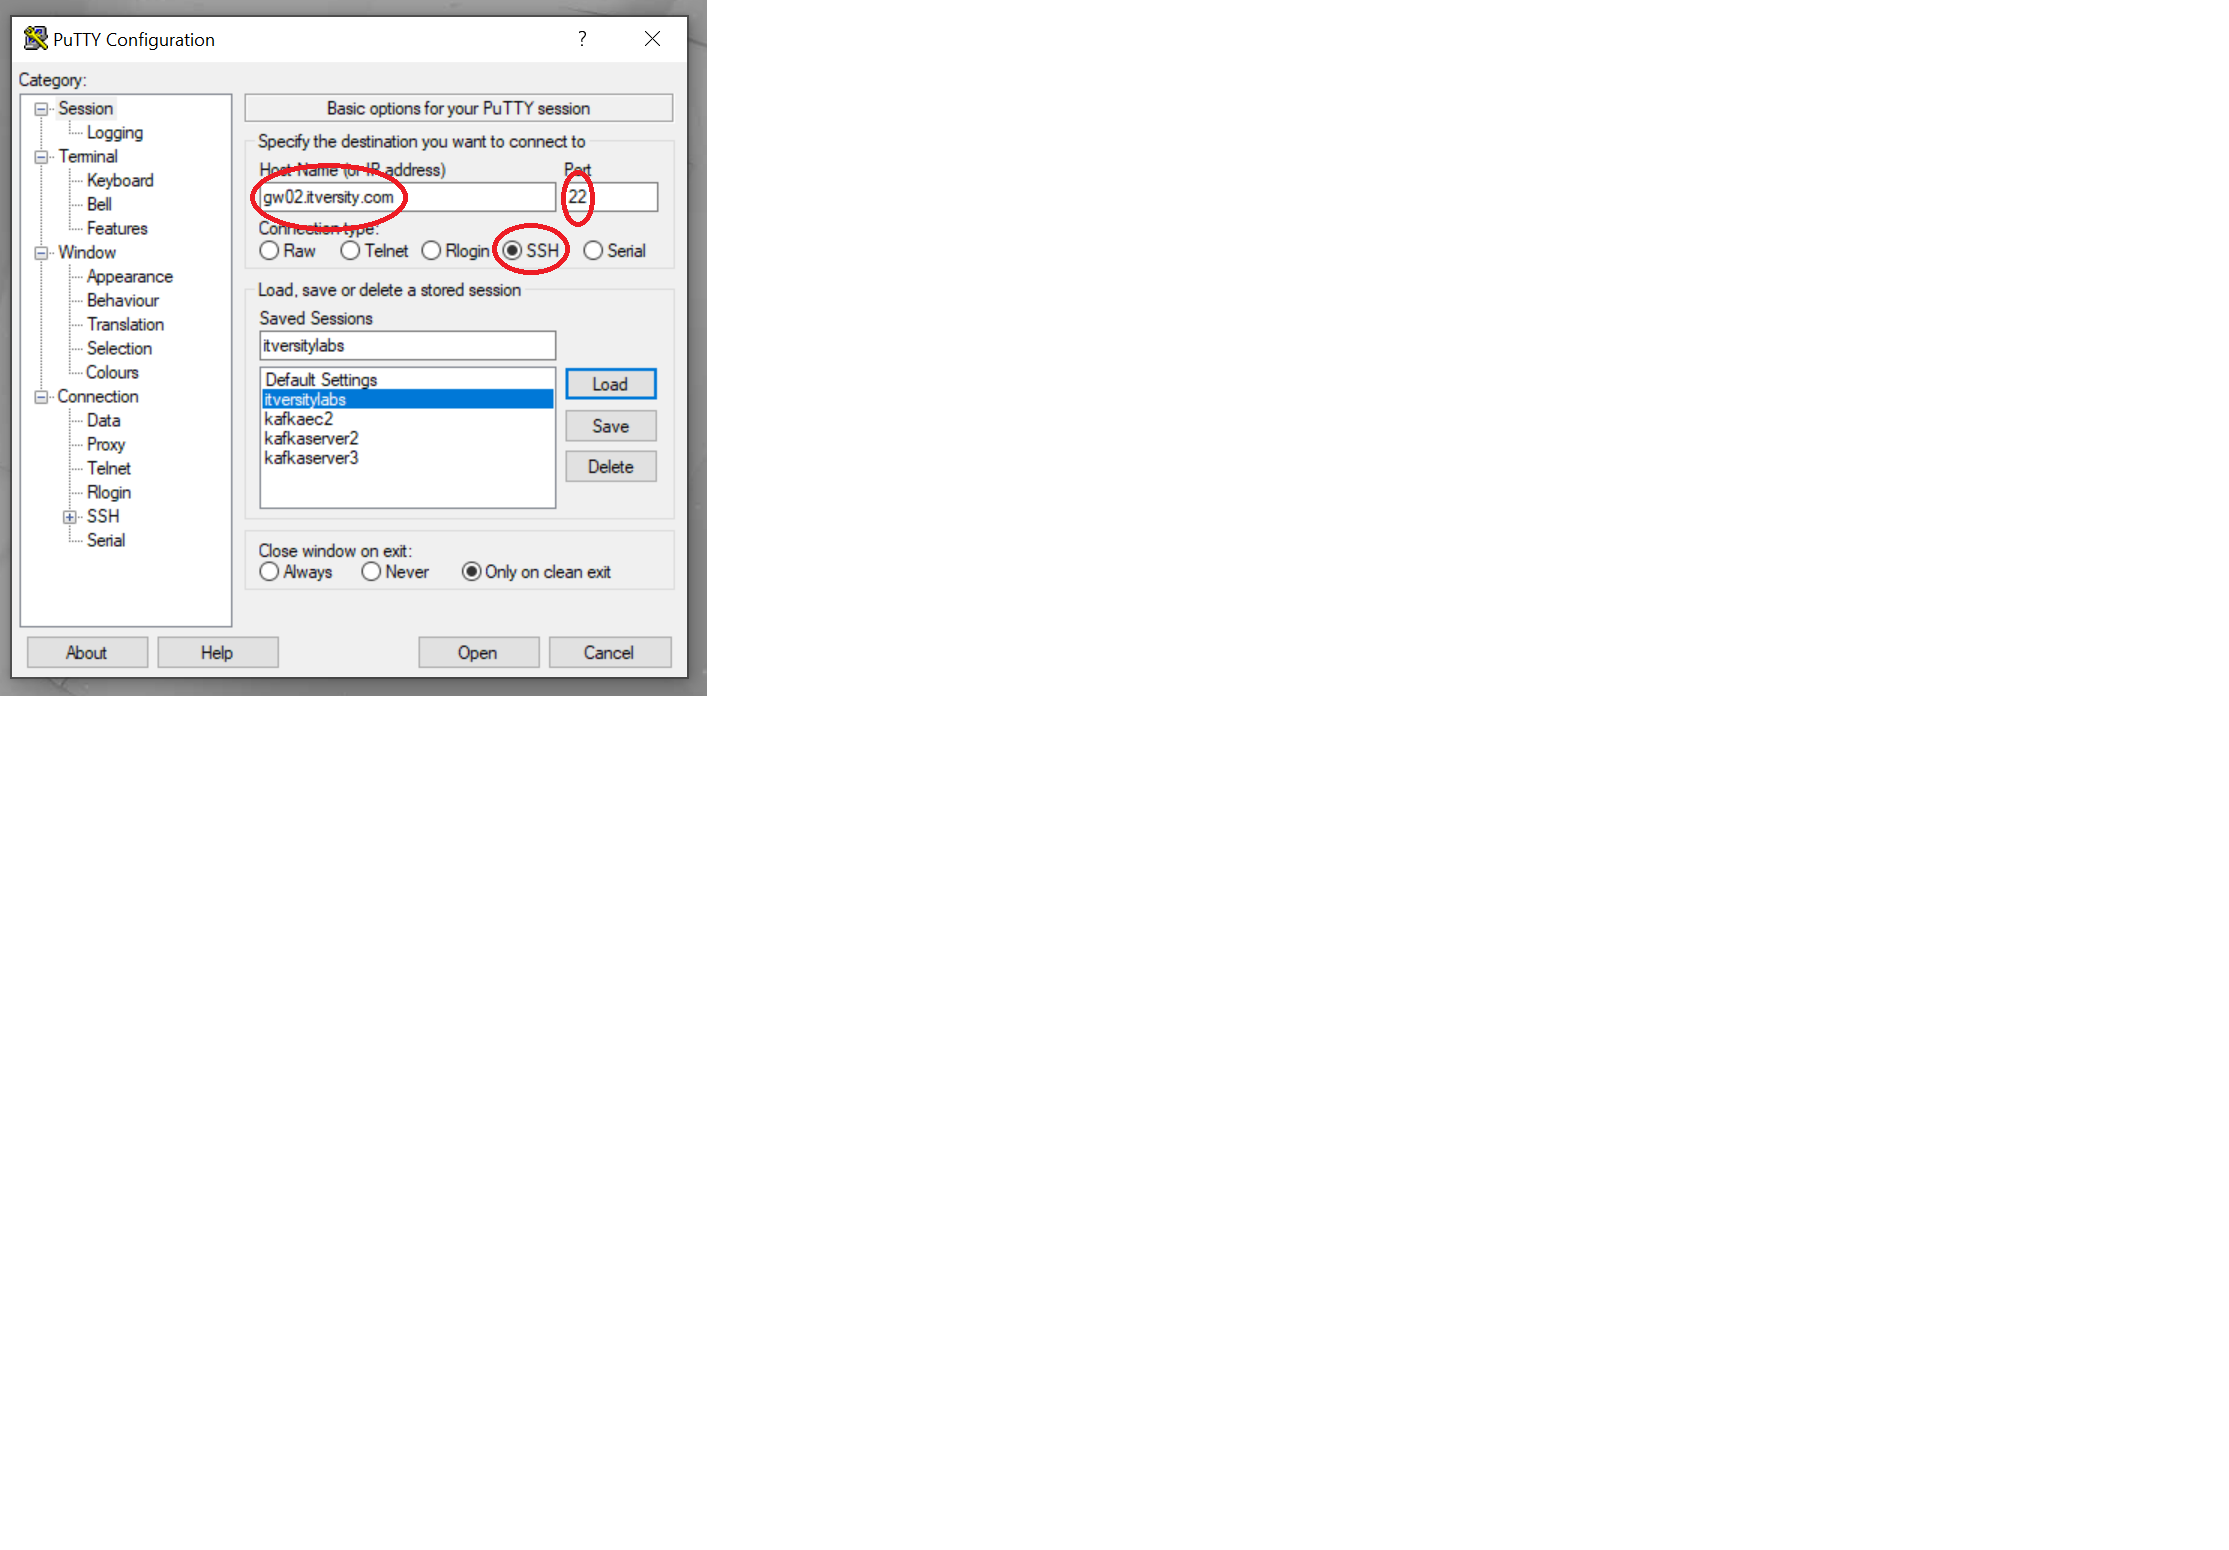 PuTTY Configuration ?
Category:
Session
Logging
Terminal
Keyboard
Bell
Features
Window
Appearance
Behaviour
Translation
Selection
Colours
Connection
Data
Proxy
Telnet
Rlogin
SSH
Serial
Basic options for your PuTTY session
Specify the destination you want to connect to
Host Name (or IP address) Port
gw02.itversity.com 22
Connection type:
Raw Telnet Rlogin SSH Serial
Load, save or delete a stored session
Saved Sessions
itversitylabs
Default Settings
itversitylabs
kafkaec2
kafkaserver2
kafkaserver3
Load
Save
Delete
Close window on exit:
Always Never Only on clean exit
About Help Open Cancel